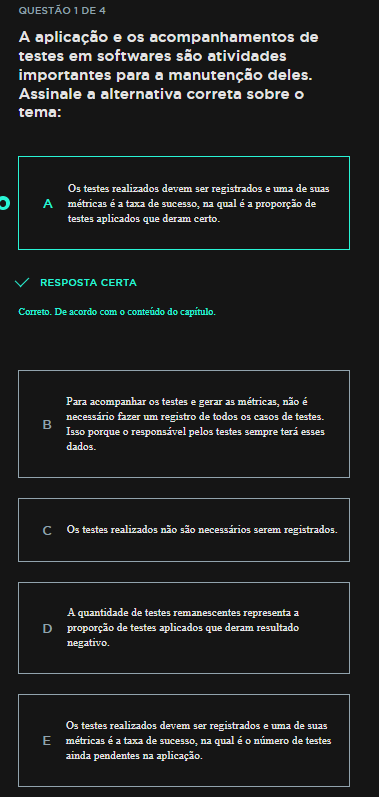 QUESTÃO 1 DE 4
A aplicação e os acompanhamentos de
testes em softwares são atividades
importantes para a manutenção deles.
Assinale a alternativa correta sobre o
tema:
A
Os testes realizados devem ser registrados e uma de suas
métricas é a taxa de sucesso, na qual é a proporção de
testes aplicados que deram certo.
RESPOSTA CERTA
Correto. De acordo com o conteúdo do capítulo.
B
Para acompanhar os testes e gerar as métricas, não é
necessário fazer um registro de todos os casos de testes.
Isso porque o responsável pelos testes sempre terá esses
dados.
C
Os testes realizados não são necessários serem registrados.
D
A quantidade de testes remanescentes representa a
proporção de testes aplicados que deram resultado
negativo.
E
Os testes realizados devem ser registrados e uma de suas
métricas é a taxa de sucesso, na qual é o número de testes
ainda pendentes na aplicação.